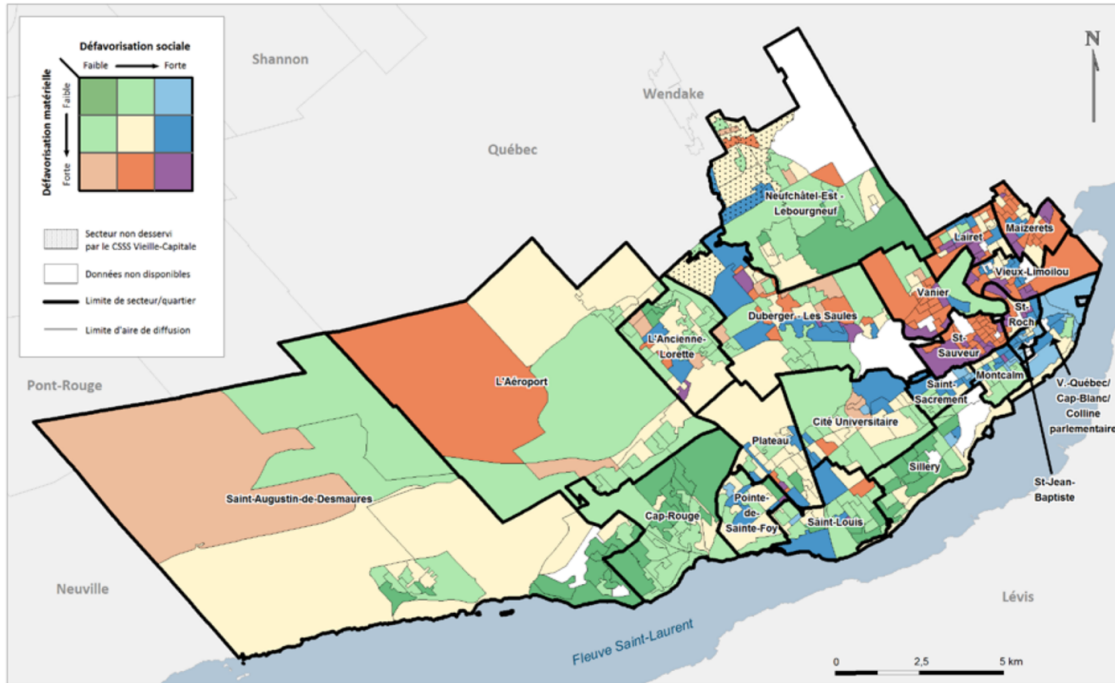 Défavorisation sociale
Faible
Forte
Défavorisation matérielle
Faible
Forte
Secteur non desservi
par le CSSS Vieille-Capitale
Données non disponibles
Limite de secteur/quartier
Limite d'aire de diffusion
Shannon
Wendake
Québec
N
Neufchâtel-Est -
Lebourgneuf
Lairet
Maizerets
Vieux-Limoilou
Vanier
St-
Roch
Duberger - Les Saules
L'Ancienne-
Lorette
St-
Sauveur
L'Aéroport
Pont-Rouge
Montcalm
Saint-
Sacrement
V.-Québec/
Cap-Blanc/
Colline
parlementaire
Cité Universitaire
Plateau
Sillery
St-Jean-
Baptiste
Saint-Augustin-de-Desmaures
Cap-Rouge
Pointe-
de-
Sainte-Foy
Saint-Louis
Neuville
Lévis
Fleuve Saint-Laurent
0 2,5 5 km